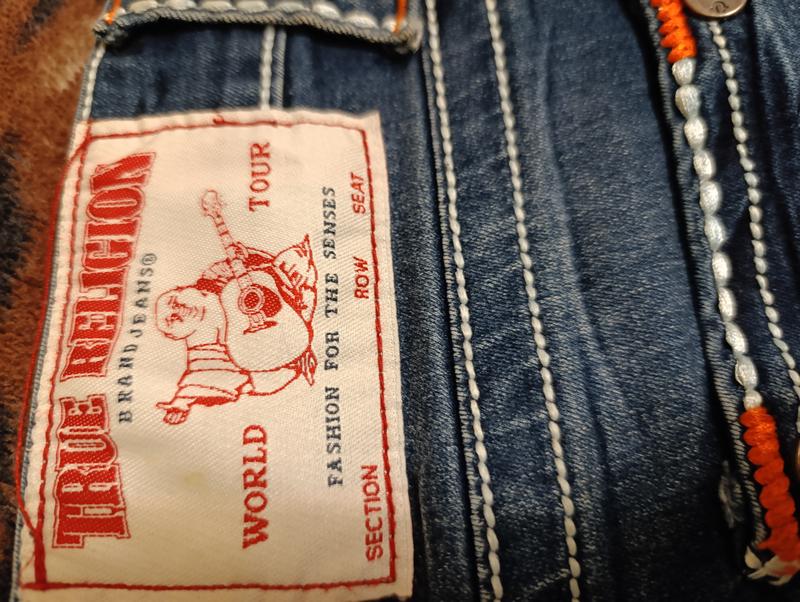 TRUE RELIGION
BRAND JEANS®
WORLD TOUR
FASHION FOR THE SENSES
SECTION ROW SEAT